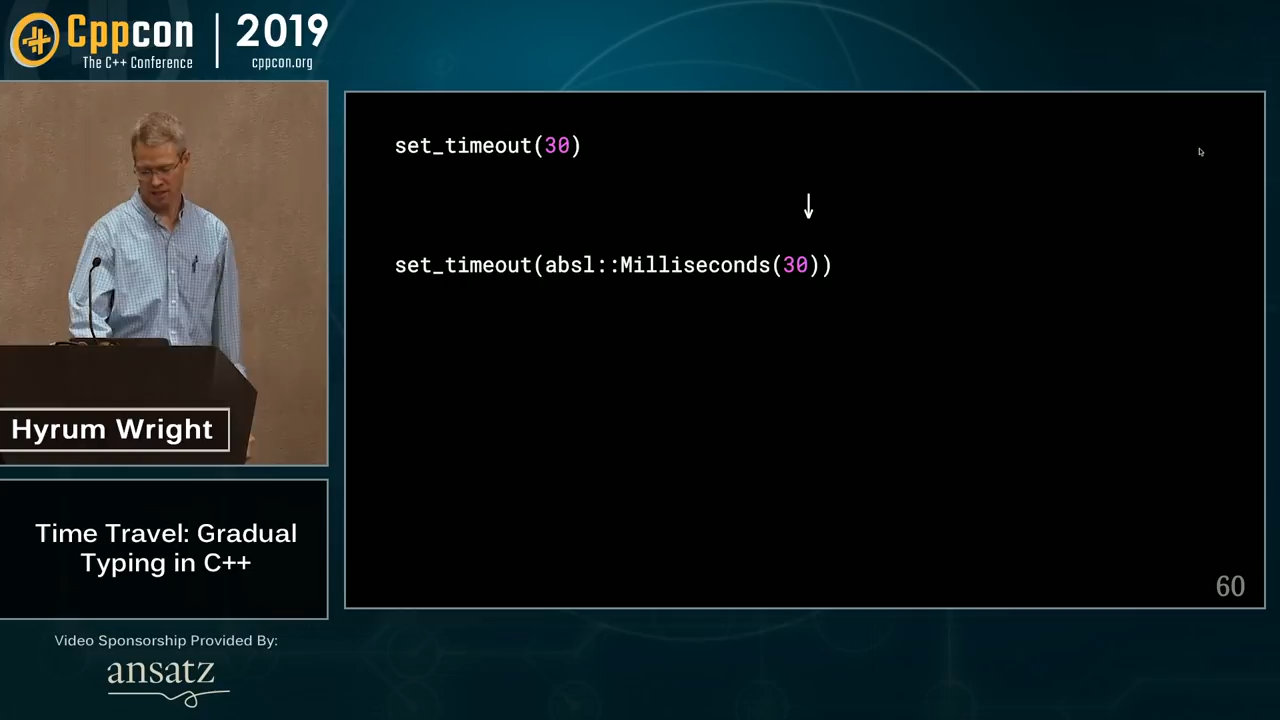 Cppcon | 2019
The C++ Conference cppcon.org
set_timeout(30)
↓
set_timeout(absl::Milliseconds(30))
Hyrum Wright
Time Travel: Gradual
Typing in C++
60
Video Sponsorship Provided By:
ansatz